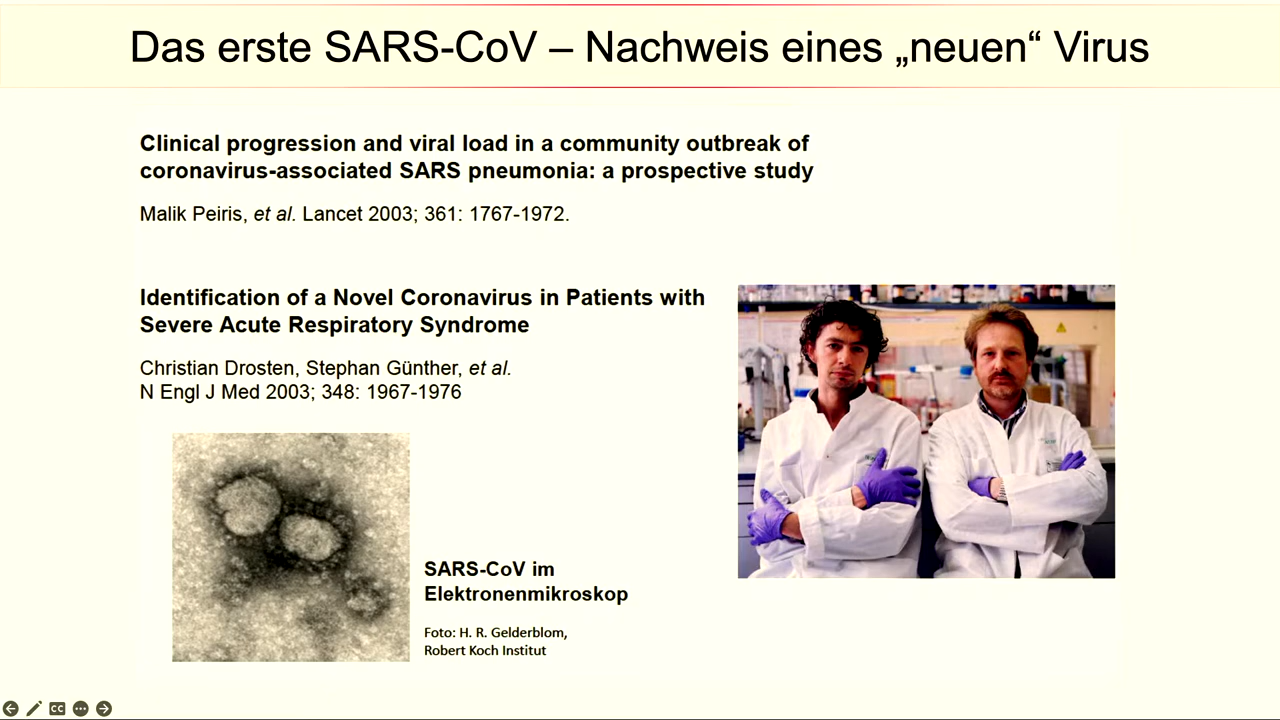 Das erste SARS-CoV – Nachweis eines „neuen“ Virus
Clinical progression and viral load in a community outbreak of
coronavirus-associated SARS pneumonia: a prospective study
Malik Peiris, et al. Lancet 2003; 361: 1767-1972.
Identification of a Novel Coronavirus in Patients with
Severe Acute Respiratory Syndrome
Christian Drosten, Stephan Günther, et al.
N Engl J Med 2003; 348: 1967-1976
SARS-CoV im
Elektronenmikroskop
Foto: H. R. Gelderblom,
Robert Koch Institut
CC